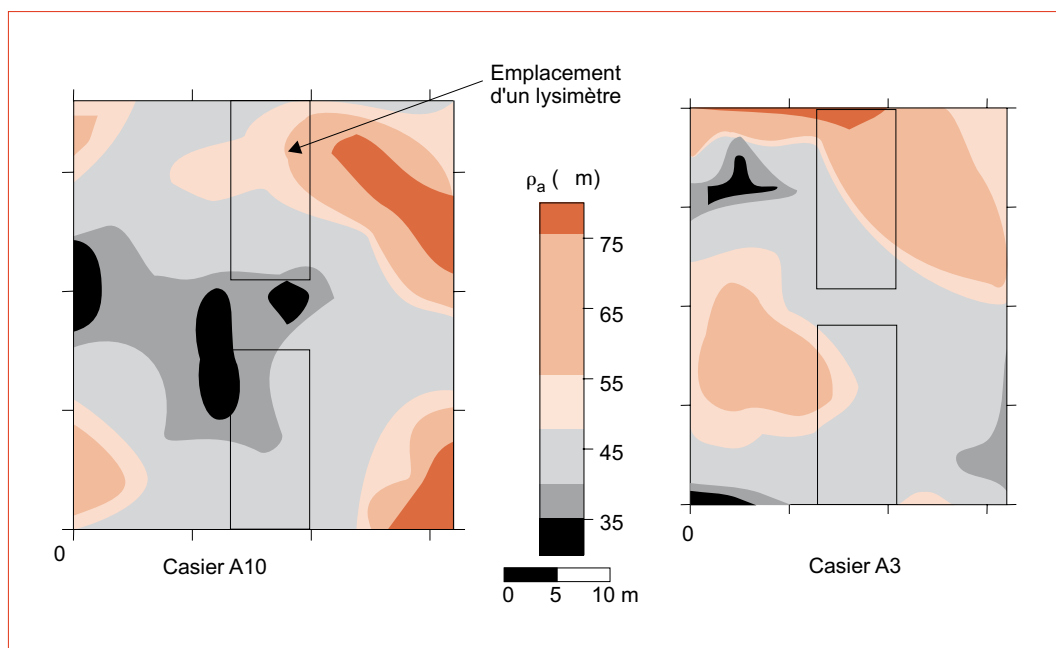 Emplacement
d'un lysimètre
ρa ( m)
75
65
55
45
35
0
Casier A10
0 5 10 m
0
Casier A3